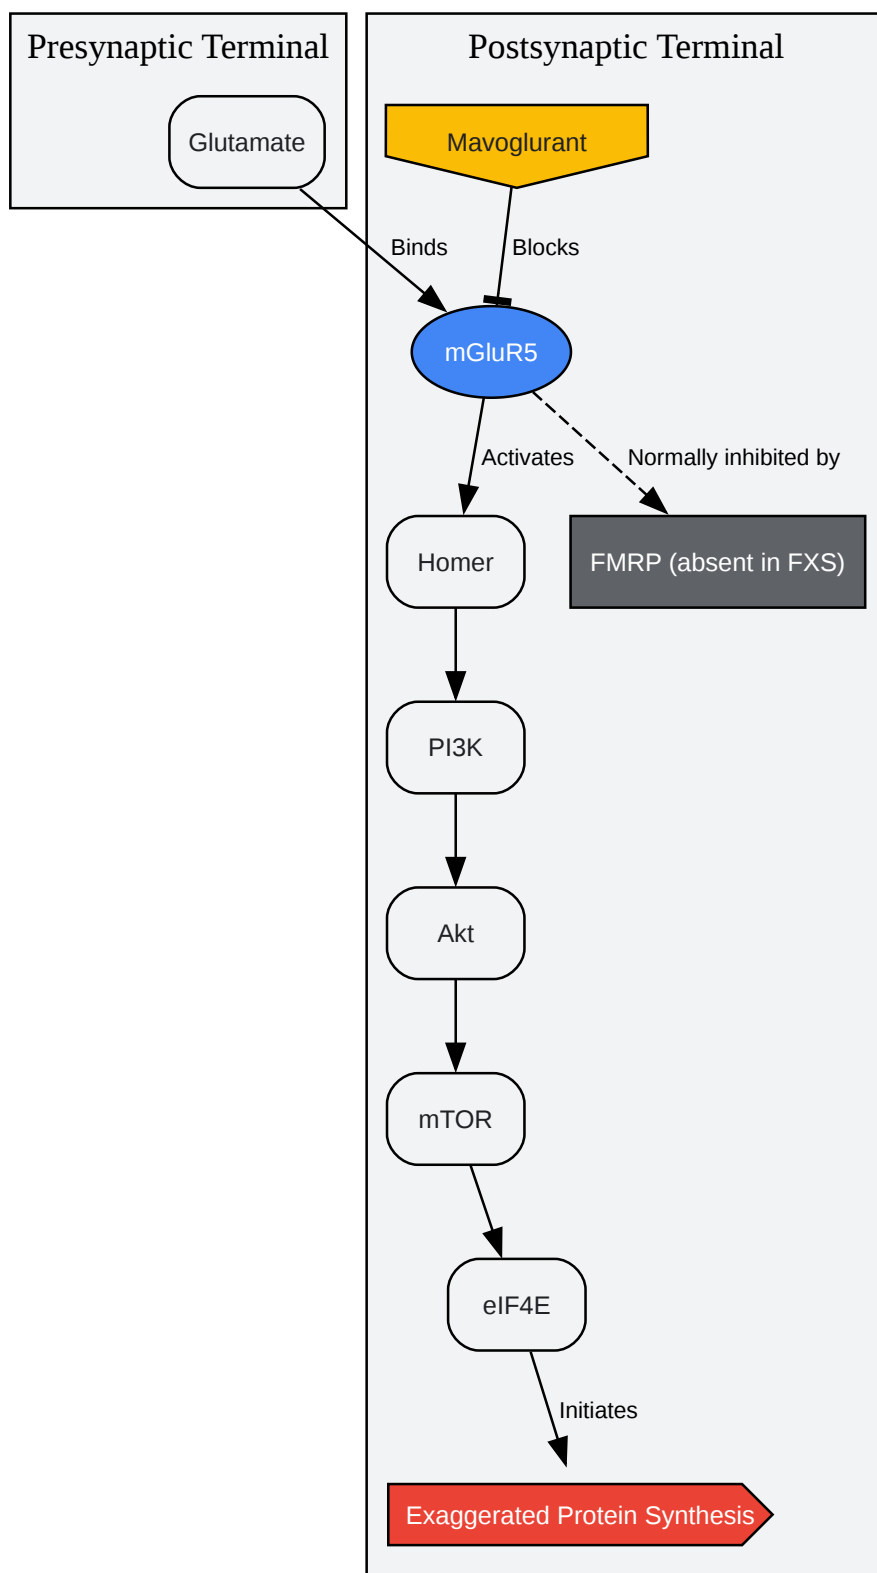 Presynaptic Terminal
Postsynaptic Terminal
Glutamate
Mavoglurant
Binds
Blocks
mGluR5
Activates
Normally inhibited by
Homer
FMRP (absent in FXS)
PI3K
Akt
mTOR
eIF4E
Initiates
Exaggerated Protein Synthesis